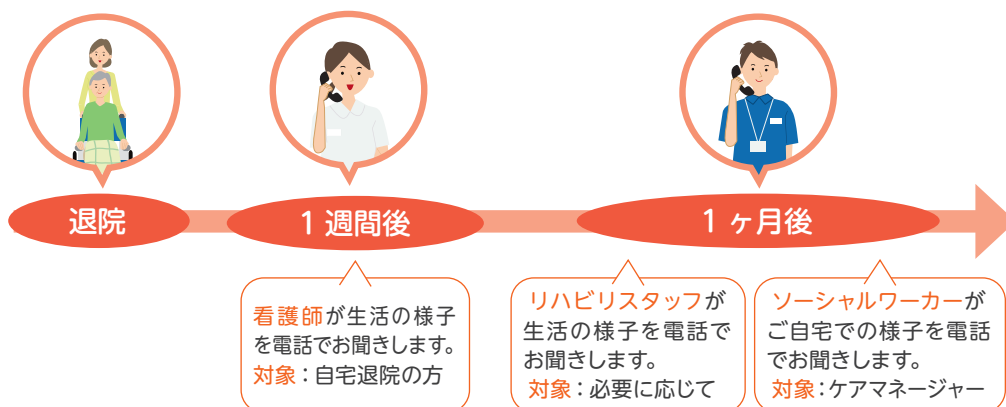 退院
1週間後
1ヶ月後
看護師が生活の様子
を電話でお聞きします。
対象：自宅退院の方
リハビリスタッフが
生活の様子を電話で
お聞きします。
対象：必要に応じて
ソーシャルワーカーが
ご自宅での様子を電話
でお聞きします。
対象：ケアマネージャー